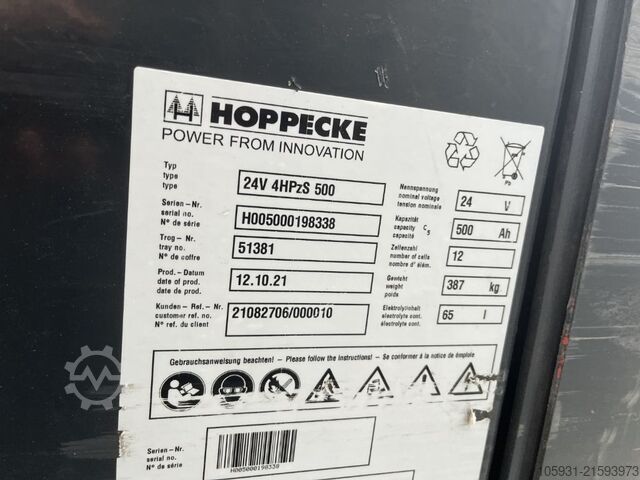 HOPPECKE
POWER FROM INNOVATION
Pb
Typ
type
type
24V 4HPzS 500
Serien – Nr.
serial no.
N° de série
H005000198338
Trog – Nr.
tray no.
N° de coffre
51381
Prod. – Datum
date of prod.
date de prod.
12.10.21
Kunden – Ref. – Nr.
customer ref. no.
N° ref. du client
21082706/000010
Nennspannung
nominal voltage
tension nominale
24 V
Kapazität
capacity
capacité
C5
500 Ah
Zellenzahl
number of cells
nombre d' élém.
12
Gewicht
weight
poids
387 kg
Elektrolytinhalt
electrolyte cont.
électrolyte cont.
65 l
Gebrauchsanweisung beachten! – Please follow the instructions! – Se conformer à la notice de émploie
Serien – Nr.
serial no.
N° de série
H005000198338
105931-21593973